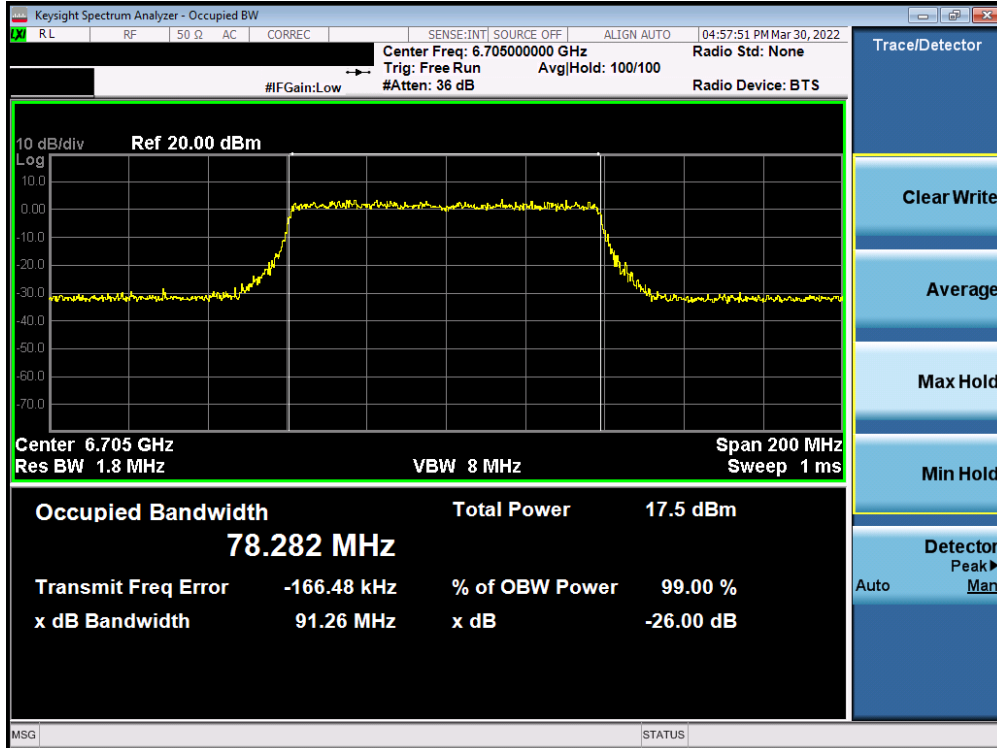 Keysight Spectrum Analyzer - Occupied BW
LXI RL RF 50 Ω AC CORREC SENSE:INT SOURCE OFF ALIGN AUTO 04:57:51 PM Mar 30, 2022
Center Freq: 6.705000000 GHz Radio Std: None
Trig: Free Run Avg|Hold: 100/100
#IFGain:Low #Atten: 36 dB Radio Device: BTS
10 dB/div Ref 20.00 dBm
Log
10.0
0.00
-10.0
-20.0
-30.0
-40.0
-50.0
-60.0
-70.0
Center 6.705 GHz Span 200 MHz
Res BW 1.8 MHz VBW 8 MHz Sweep 1 ms
Occupied Bandwidth Total Power 17.5 dBm
78.282 MHz
Transmit Freq Error -166.48 kHz % of OBW Power 99.00 %
x dB Bandwidth 91.26 MHz x dB -26.00 dB
MSG STATUS
Trace/Detector
Clear Write
Average
Max Hold
Min Hold
Detector
Peak▶
Auto Man